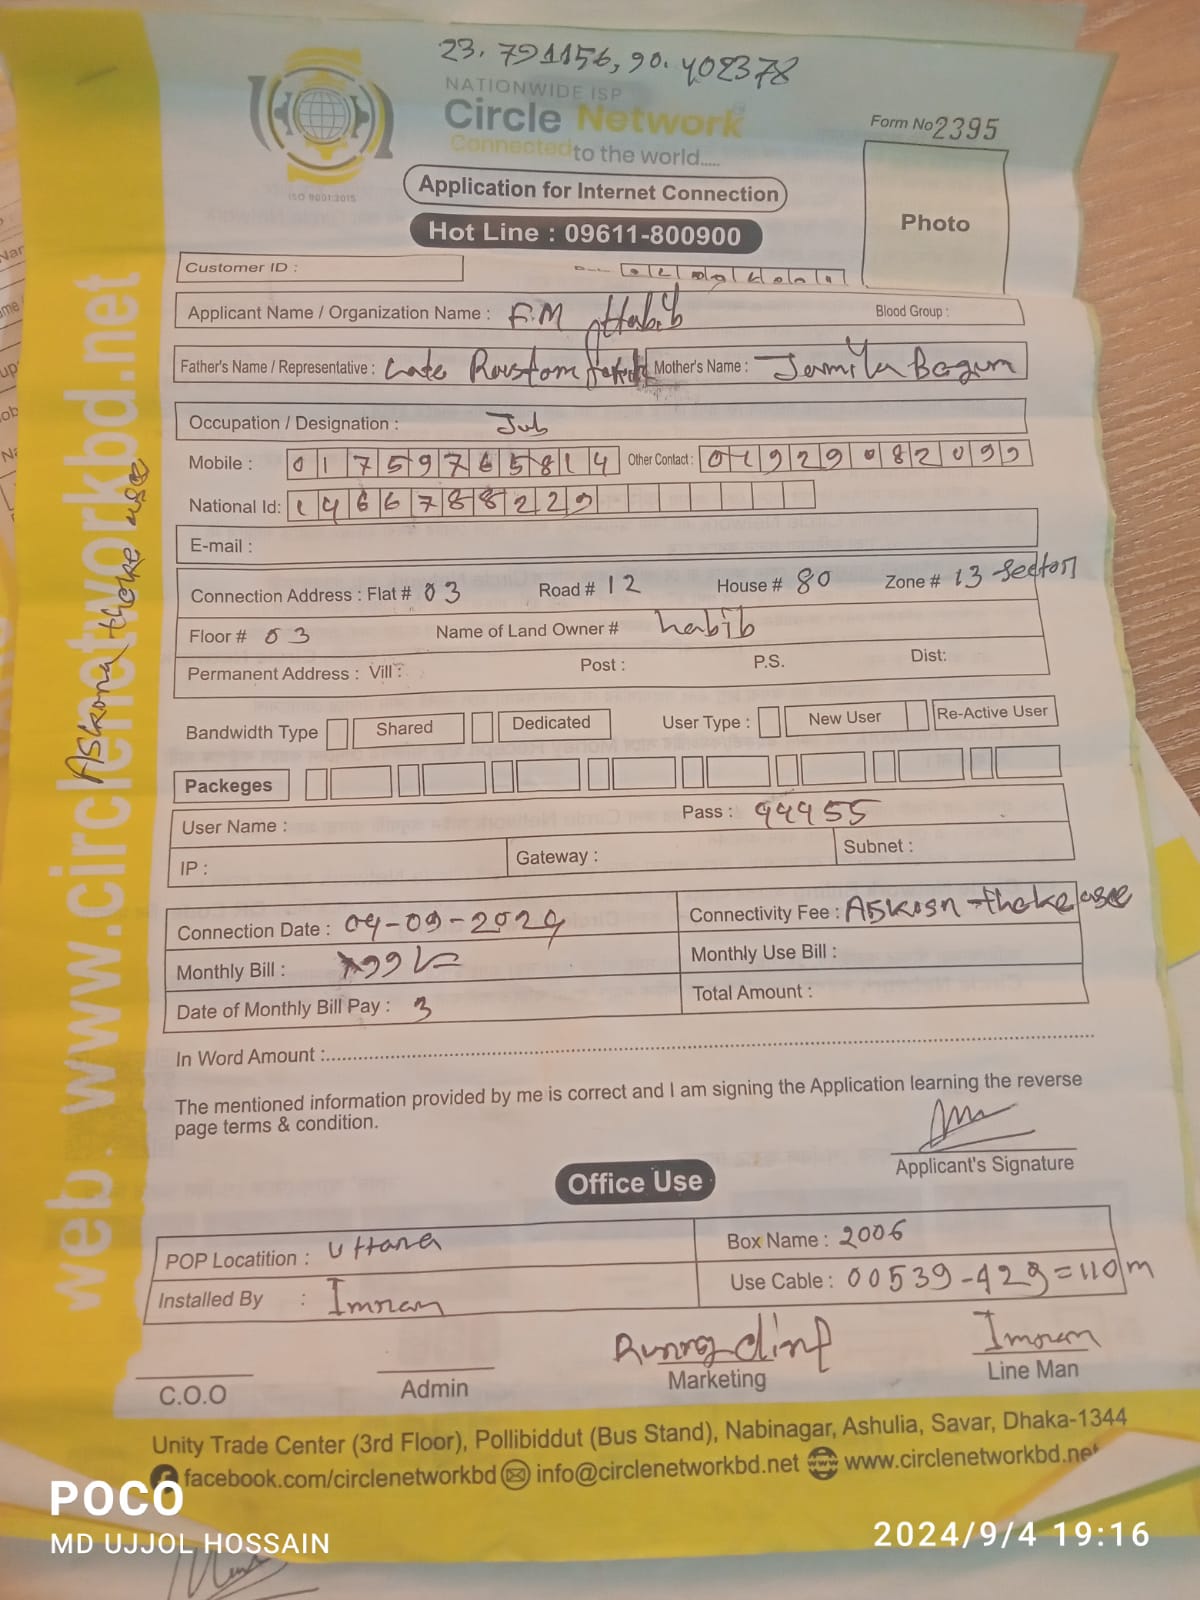 23.791156, 90.402378
NATIONWIDE ISP
Circle Network
Connected to the world.....
ISO 9001:2015
Form No 2395
Application for Internet Connection
Hot Line : 09611-800900
Photo
Customer ID :
Applicant Name / Organization Name : F.M Habib Blood Group :
Father's Name / Representative : Late Rustom Mother's Name : Jamila Begum
Occupation / Designation : Job
Mobile : 01759765814 Other Contact : 01929082099
National Id: 1466788229
E-mail :
Connection Address : Flat # 03 Road # 12 House # 80 Zone # 13 sector
Floor # 03 Name of Land Owner # habib
Permanent Address : Vill : Post : P.S. Dist:
Bandwidth Type Shared Dedicated User Type : New User Re-Active User
Packeges
User Name : Pass : 44455
IP : Gateway : Subnet :
Connection Date : 04-09-2024 Connectivity Fee : Askon theke ase
Monthly Bill : Monthly Use Bill :
Date of Monthly Bill Pay : 3 Total Amount :
In Word Amount :
The mentioned information provided by me is correct and I am signing the Application learning the reverse
page terms & condition.
Applicant's Signature
Office Use
POP Locatition : Uttara Box Name : 2006
Installed By : Imran Use Cable : 00539-429=110m
Imran
C.O.O Admin Marketing Line Man
Unity Trade Center (3rd Floor), Pollibiddut (Bus Stand), Nabinagar, Ashulia, Savar, Dhaka-1344
facebook.com/circlenetworkbd info@circlenetworkbd.net www.circlenetworkbd.net
web : www.circlenetworkbd.net
Askona theke ase
POCO
MD UJJOL HOSSAIN
2024/9/4 19:16